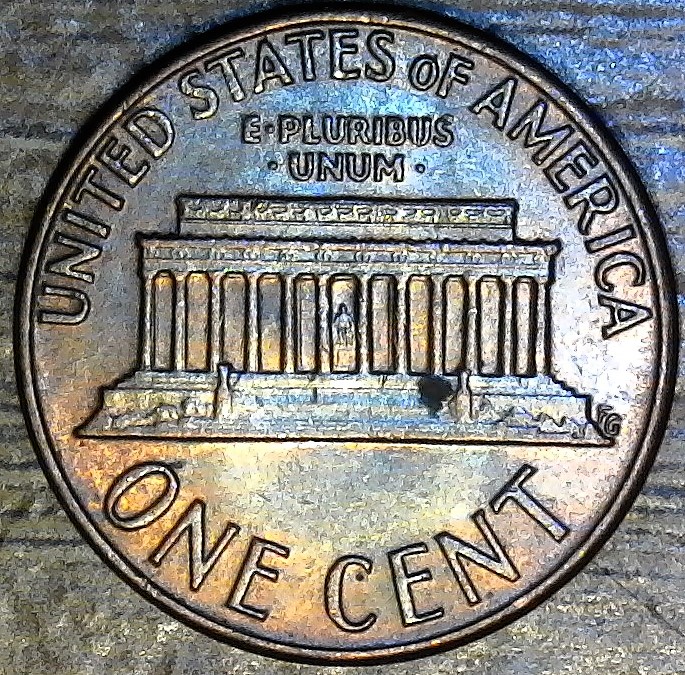 UNITED STATES OF AMERICA
E·PLURIBUS
·UNUM·
FG
ONE CENT